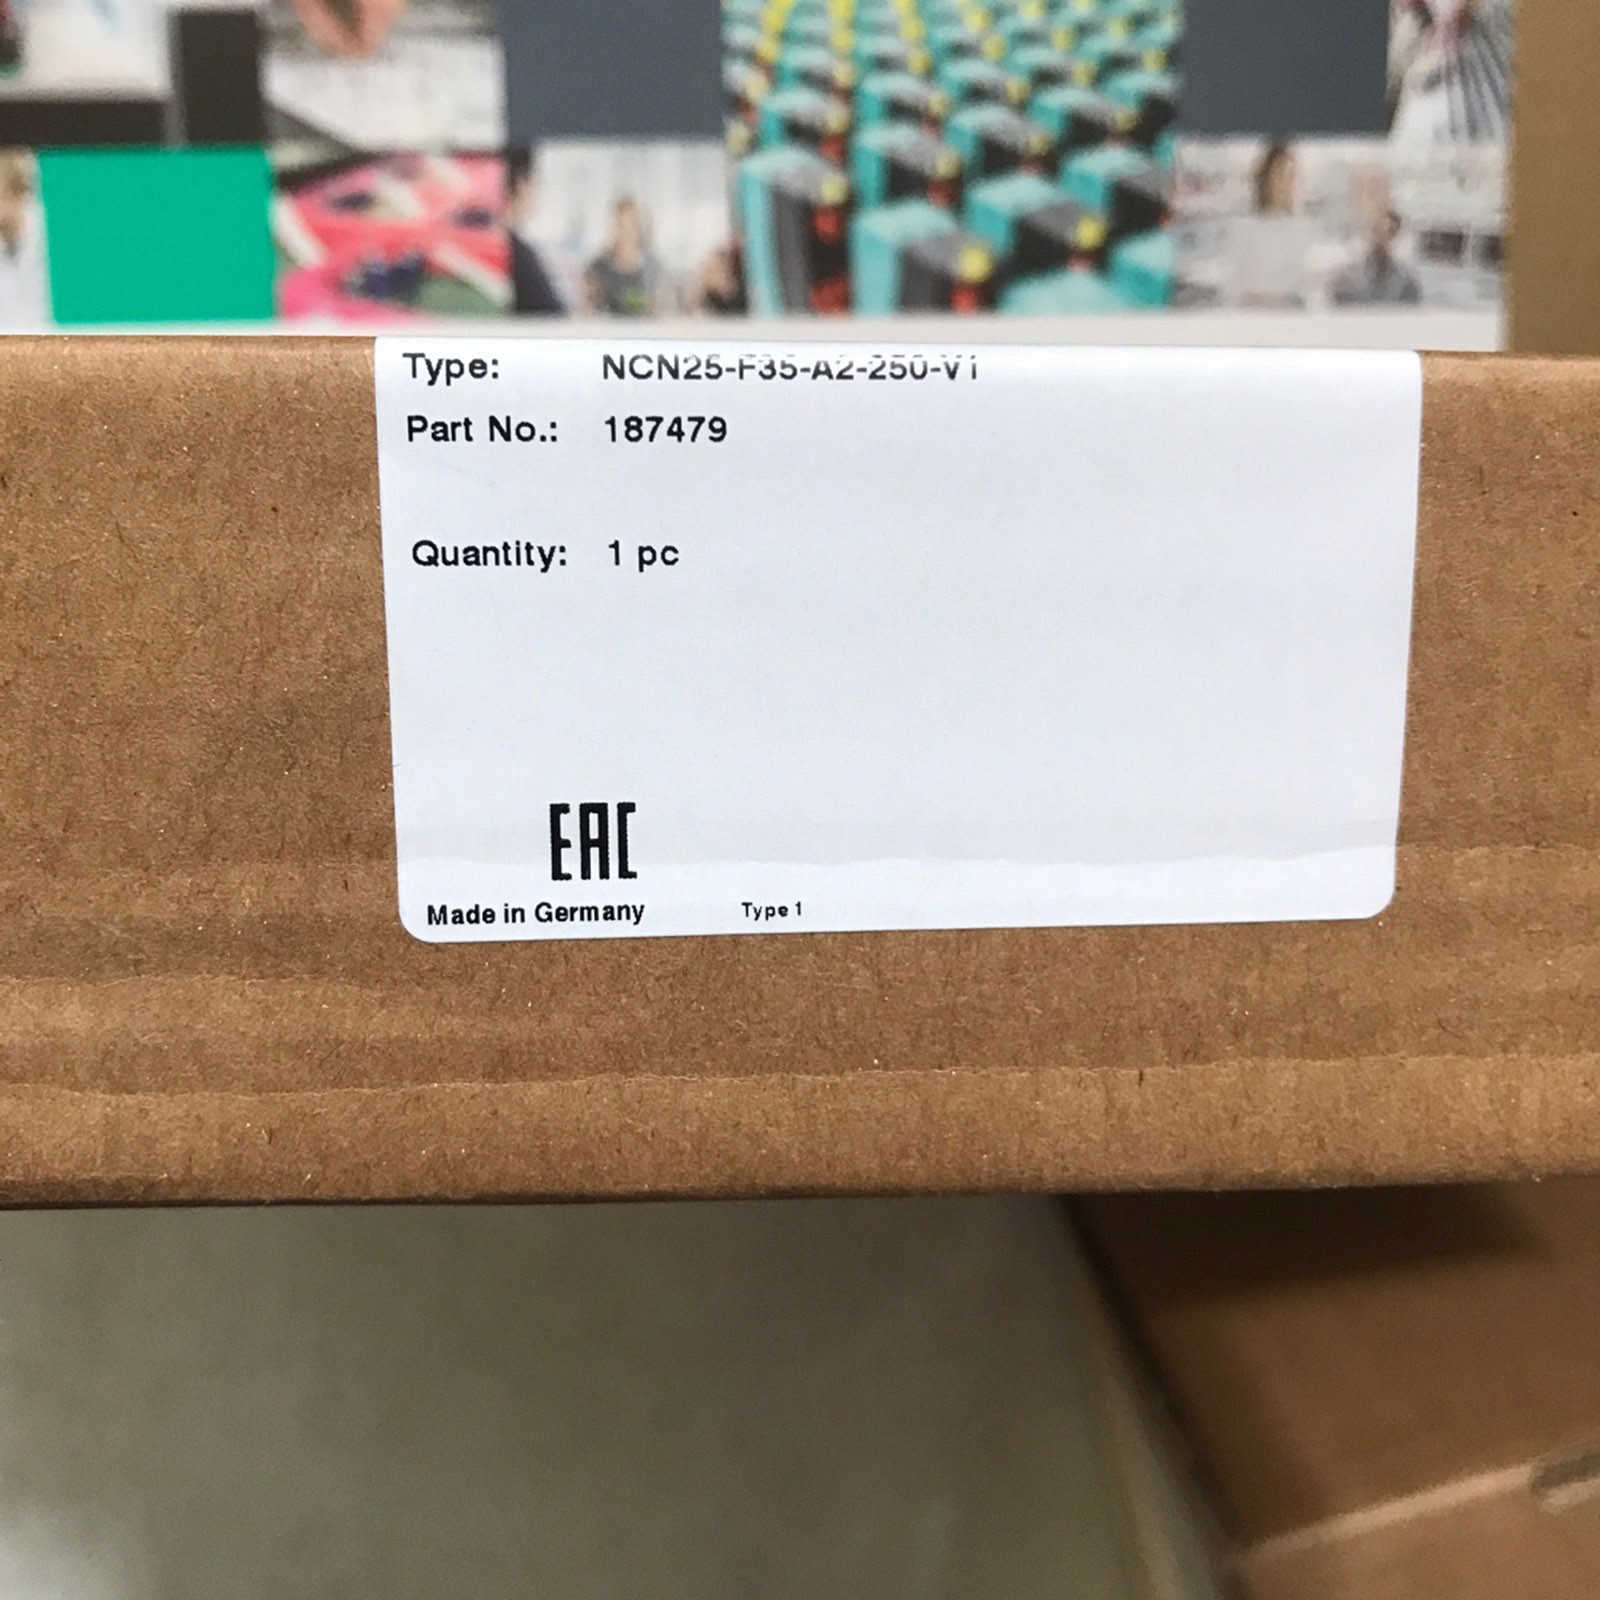 Type: NCN25-F35-A2-250-V1
Part No.: 187479
Quantity: 1 pc
EAC
Made in Germany Type 1